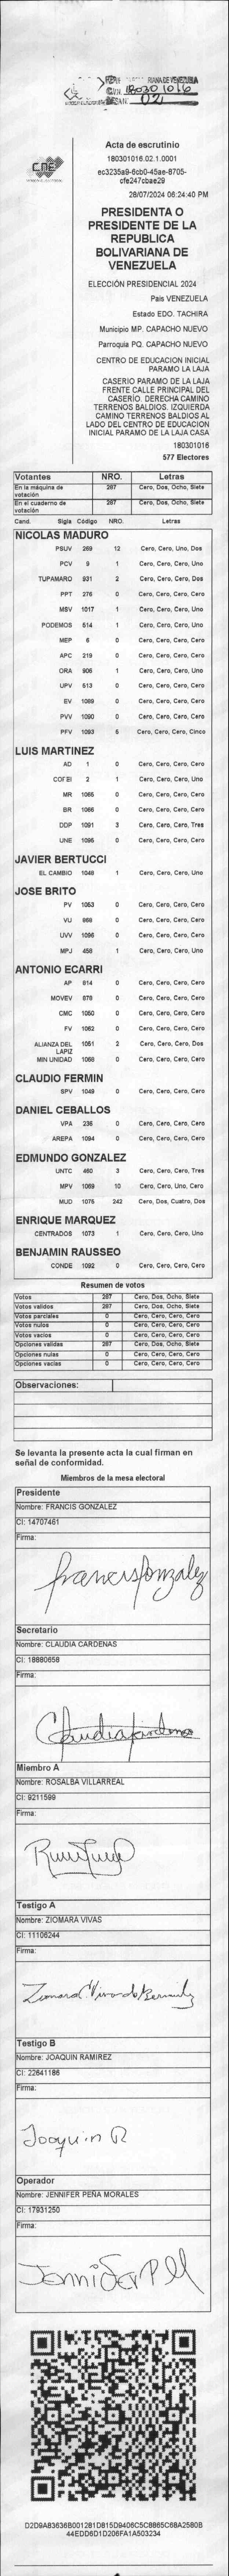 180301016
021
CNE
Acta de escrutinio
180301016.02.1.0001
ec3235a9-6cb0-45ae-8705-
cfe247cbae29
28/07/2024 06:24:40 PM
PRESIDENTA O
PRESIDENTE DE LA
REPUBLICA
BOLIVARIANA DE
VENEZUELA
ELECCIÓN PRESIDENCIAL 2024
Pais VENEZUELA
Estado EDO. TACHIRA
Municipio MP. CAPACHO NUEVO
Parroquia PQ. CAPACHO NUEVO
CENTRO DE EDUCACION INICIAL
PARAMO LA LAJA
CASERIO PARAMO DE LA LAJA
FRENTE CALLE PRINCIPAL DEL
CASERÍO. DERECHA CAMINO
TERRENOS BALDIOS. IZQUIERDA
CAMINO TERRENOS BALDIOS AL
LADO DEL CENTRO DE EDUCACION
INICIAL PARAMO DE LA LAJA CASA
180301016
577 Electores
Votantes NRO. Letras
En la máquina de votación 267 Cero, Dos, Ocho, Siete
En el cuaderno de votación 287 Cero, Dos, Ocho, Siete
Cand. Sigla Código NRO. Letras
NICOLAS MADURO
PSUV 269 12 Cero, Cero, Uno, Dos
PCV 9 1 Cero, Cero, Cero, Uno
TUPAMARO 931 2 Cero, Cero, Cero, Dos
PPT 276 0 Cero, Cero, Cero, Cero
MSV 1017 1 Cero, Cero, Cero, Uno
PODEMOS 514 1 Cero, Cero, Cero, Uno
MEP 6 0 Cero, Cero, Cero, Cero
APC 219 0 Cero, Cero, Cero, Cero
ORA 906 1 Cero, Cero, Cero, Uno
UPV 513 0 Cero, Cero, Cero, Cero
EV 1089 0 Cero, Cero, Cero, Cero
PVV 1090 0 Cero, Cero, Cero, Cero
PFV 1093 5 Cero, Cero, Cero, Cinco
LUIS MARTINEZ
AD 1 0 Cero, Cero, Cero, Cero
COPEI 2 1 Cero, Cero, Cero, Uno
MR 1065 0 Cero, Cero, Cero, Cero
BR 1066 0 Cero, Cero, Cero, Cero
DDP 1091 3 Cero, Cero, Cero, Tres
UNE 1095 0 Cero, Cero, Cero, Cero
JAVIER BERTUCCI
EL CAMBIO 1048 1 Cero, Cero, Cero, Uno
JOSE BRITO
PV 1053 0 Cero, Cero, Cero, Cero
VU 868 0 Cero, Cero, Cero, Cero
UVV 1096 0 Cero, Cero, Cero, Cero
MPJ 458 1 Cero, Cero, Cero, Uno
ANTONIO ECARRI
AP 814 0 Cero, Cero, Cero, Cero
MOVEV 878 0 Cero, Cero, Cero, Cero
CMC 1050 0 Cero, Cero, Cero, Cero
FV 1062 0 Cero, Cero, Cero, Cero
ALIANZA DEL LAPIZ 1051 2 Cero, Cero, Cero, Dos
MIN UNIDAD 1068 0 Cero, Cero, Cero, Cero
CLAUDIO FERMIN
SPV 1049 0 Cero, Cero, Cero, Cero
DANIEL CEBALLOS
VPA 236 0 Cero, Cero, Cero, Cero
AREPA 1094 0 Cero, Cero, Cero, Cero
EDMUNDO GONZALEZ
UNTC 460 3 Cero, Cero, Cero, Tres
MPV 1069 10 Cero, Cero, Uno, Cero
MUD 1075 242 Cero, Dos, Cuatro, Dos
ENRIQUE MARQUEZ
CENTRADOS 1073 1 Cero, Cero, Cero, Uno
BENJAMIN RAUSSEO
CONDE 1092 0 Cero, Cero, Cero, Cero
Resumen de votos
Votos 287 Cero, Dos, Ocho, Siete
Votos validos 287 Cero, Dos, Ocho, Siete
Votos parciales 0 Cero, Cero, Cero, Cero
Votos nulos 0 Cero, Cero, Cero, Cero
Votos vacios 0 Cero, Cero, Cero, Cero
Opciones validas 287 Cero, Dos, Ocho, Siete
Opciones nulas 0 Cero, Cero, Cero, Cero
Opciones vacias 0 Cero, Cero, Cero, Cero
Observaciones:
Se levanta la presente acta la cual firman en
señal de conformidad.
Miembros de la mesa electoral
Presidente
Nombre: FRANCIS GONZALEZ
CI: 14707461
Firma:
francisgonzalez
Secretario
Nombre: CLAUDIA CARDENAS
CI: 18880658
Firma:
Claudia Cardenas
Miembro A
Nombre: ROSALBA VILLARREAL
CI: 9211599
Firma:
Testigo A
Nombre: ZIOMARA VIVAS
CI: 11106244
Firma:
Testigo B
Nombre: JOAQUIN RAMIREZ
CI: 22641186
Firma:
Joaquin R
Operador
Nombre: JENNIFER PEÑA MORALES
CI: 17931250
Firma:
Jennifer P M
D2D9A83636B001281D815D9406C5C8865C68A2580B
44EDD6D1D206FA1A503234